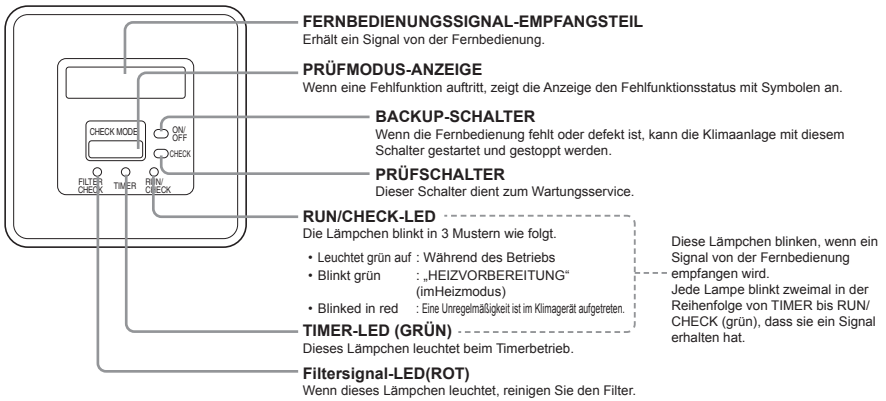 FERNBEDIENUNGSSIGNAL-EMPFANGSTEIL
Erhält ein Signal von der Fernbedienung.
PRÜFMODUS-ANZEIGE
Wenn eine Fehlfunktion auftritt, zeigt die Anzeige den Fehlfunktionsstatus mit Symbolen an.
BACKUP-SCHALTER
Wenn die Fernbedienung fehlt oder defekt ist, kann die Klimaanlage mit diesem
Schalter gestartet und gestoppt werden.
PRÜFSCHALTER
Dieser Schalter dient zum Wartungsservice.
CHECK MODE
ON/
OFF
CHECK
FILTER
CHECK
TIMER
RUN/
CHECK
RUN/CHECK-LED
Die Lämpchen blinkt in 3 Mustern wie folgt.
• Leuchtet grün auf : Während des Betriebs
• Blinkt grün : „HEIZVORBEREITUNG“
(imHeizmodus)
• Blinked in red : Eine Unregelmäßigkeit ist im Klimagerät aufgetreten.
TIMER-LED (GRÜN)
Dieses Lämpchen leuchtet beim Timerbetrieb.
Filtersignal-LED(ROT)
Wenn dieses Lämpchen leuchtet, reinigen Sie den Filter.
Diese Lämpchen blinken, wenn ein
Signal von der Fernbedienung
empfangen wird.
Jede Lampe blinkt zweimal in der
Reihenfolge von TIMER bis RUN/
CHECK (grün), dass sie ein Signal
erhalten hat.